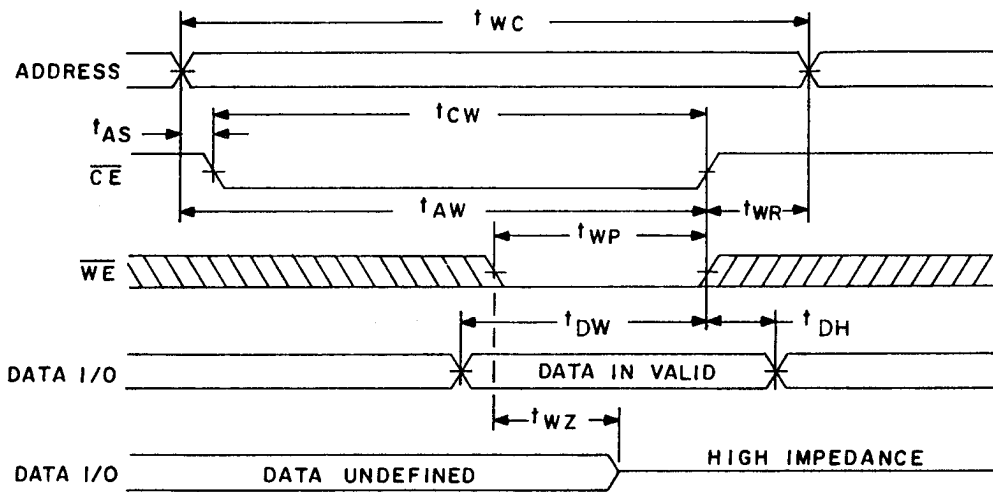 tWC
ADDRESS
tCW
tAS
CE
tAW
tWR
tWP
WE
tDW
tDH
DATA I/O
DATA IN VALID
tWZ
DATA I/O
DATA UNDEFINED
HIGH IMPEDANCE